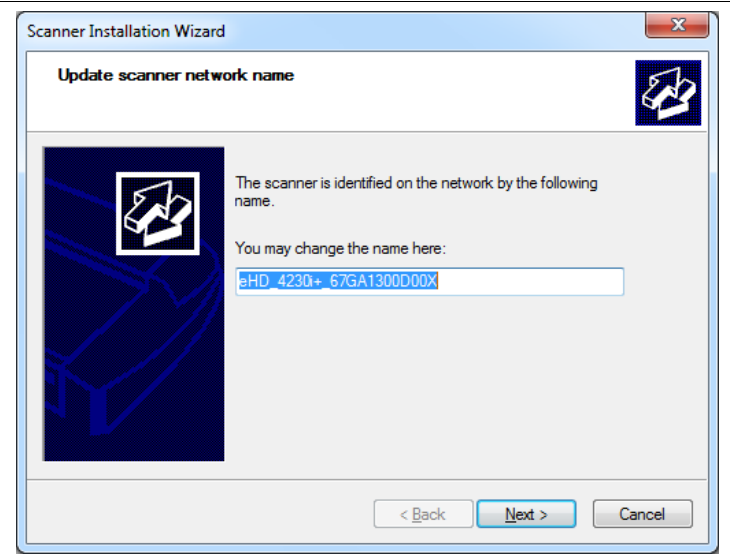 Scanner Installation Wizard
Update scanner network name
The scanner is identified on the network by the following
name.
You may change the name here:
eHD_4230i+_67GA1300D00X
< Back
Next >
Cancel